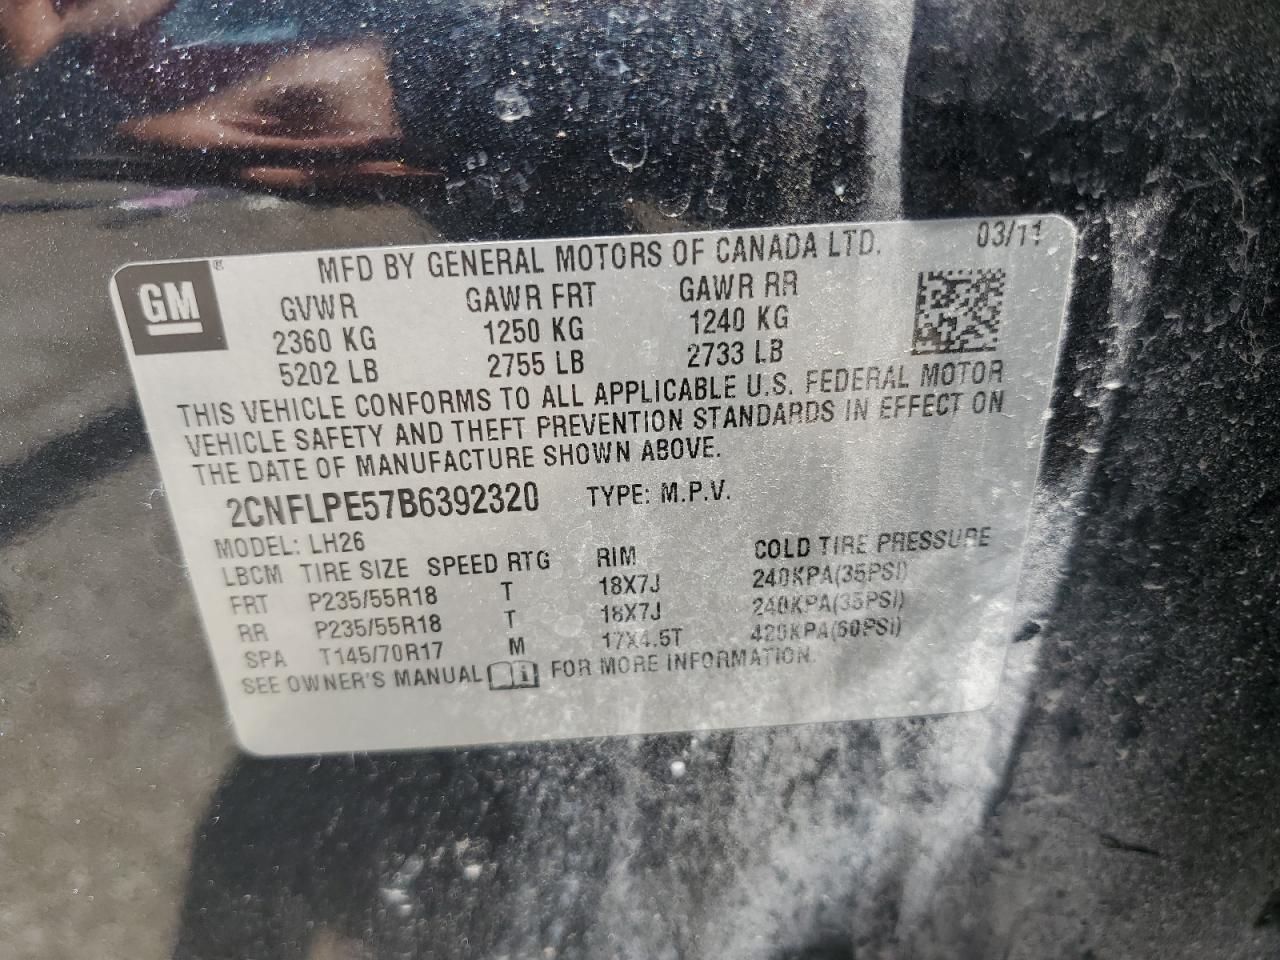 03/11
GM MFD BY GENERAL MOTORS OF CANADA LTD.
GVWR GAWR FRT GAWR RR
2360 KG 1250 KG 1240 KG
5202 LB 2755 LB 2733 LB
THIS VEHICLE CONFORMS TO ALL APPLICABLE U.S. FEDERAL MOTOR
VEHICLE SAFETY AND THEFT PREVENTION STANDARDS IN EFFECT ON
THE DATE OF MANUFACTURE SHOWN ABOVE.
2CNFLPE57B6392320 TYPE: M.P.V.
MODEL: LH26
LBCM TIRE SIZE SPEED RTG RIM COLD TIRE PRESSURE
FRT P235/55R18 T 18X7J 240KPA(35PSI)
RR P235/55R18 T 18X7J 240KPA(35PSI)
SPA T145/70R17 M 17X4.5T 420KPA(60PSI)
SEE OWNER'S MANUAL i FOR MORE INFORMATION.